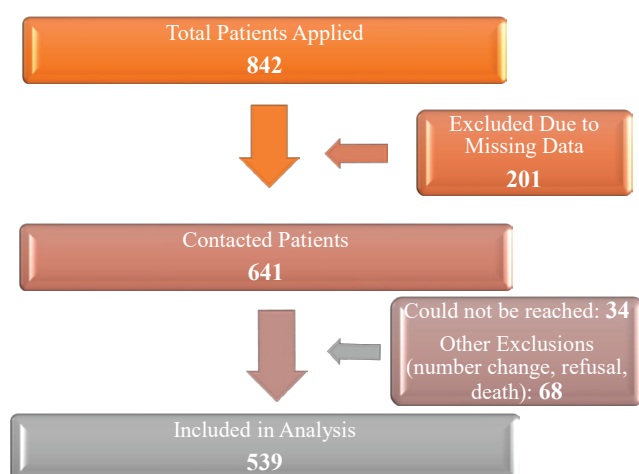 Total Patients Applied
842
Excluded Due to
Missing Data
201
Contacted Patients
641
Could not be reached: 34
Other Exclusions
(number change, refusal,
death): 68
Included in Analysis
539